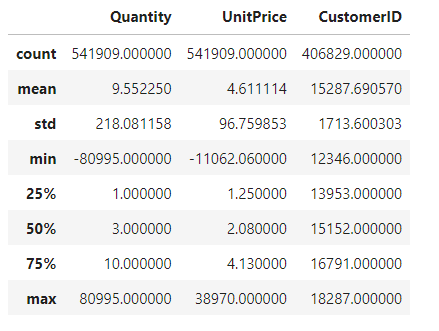 Quantity UnitPrice CustomerID
count 541909.000000 541909.000000 406829.000000
mean 9.552250 4.611114 15287.690570
std 218.081158 96.759853 1713.600303
min -80995.000000 -11062.060000 12346.000000
25% 1.000000 1.250000 13953.000000
50% 3.000000 2.080000 15152.000000
75% 10.000000 4.130000 16791.000000
max 80995.000000 38970.000000 18287.000000